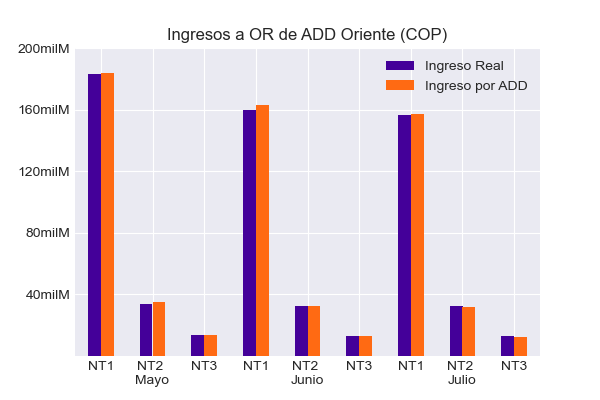 Ingresos a OR de ADD Oriente (COP)
200milM
160milM
120milM
80milM
40milM
Ingreso Real
Ingreso por ADD
NT1 NT2 NT3 NT1 NT2 NT3 NT1 NT2 NT3
Mayo Junio Julio